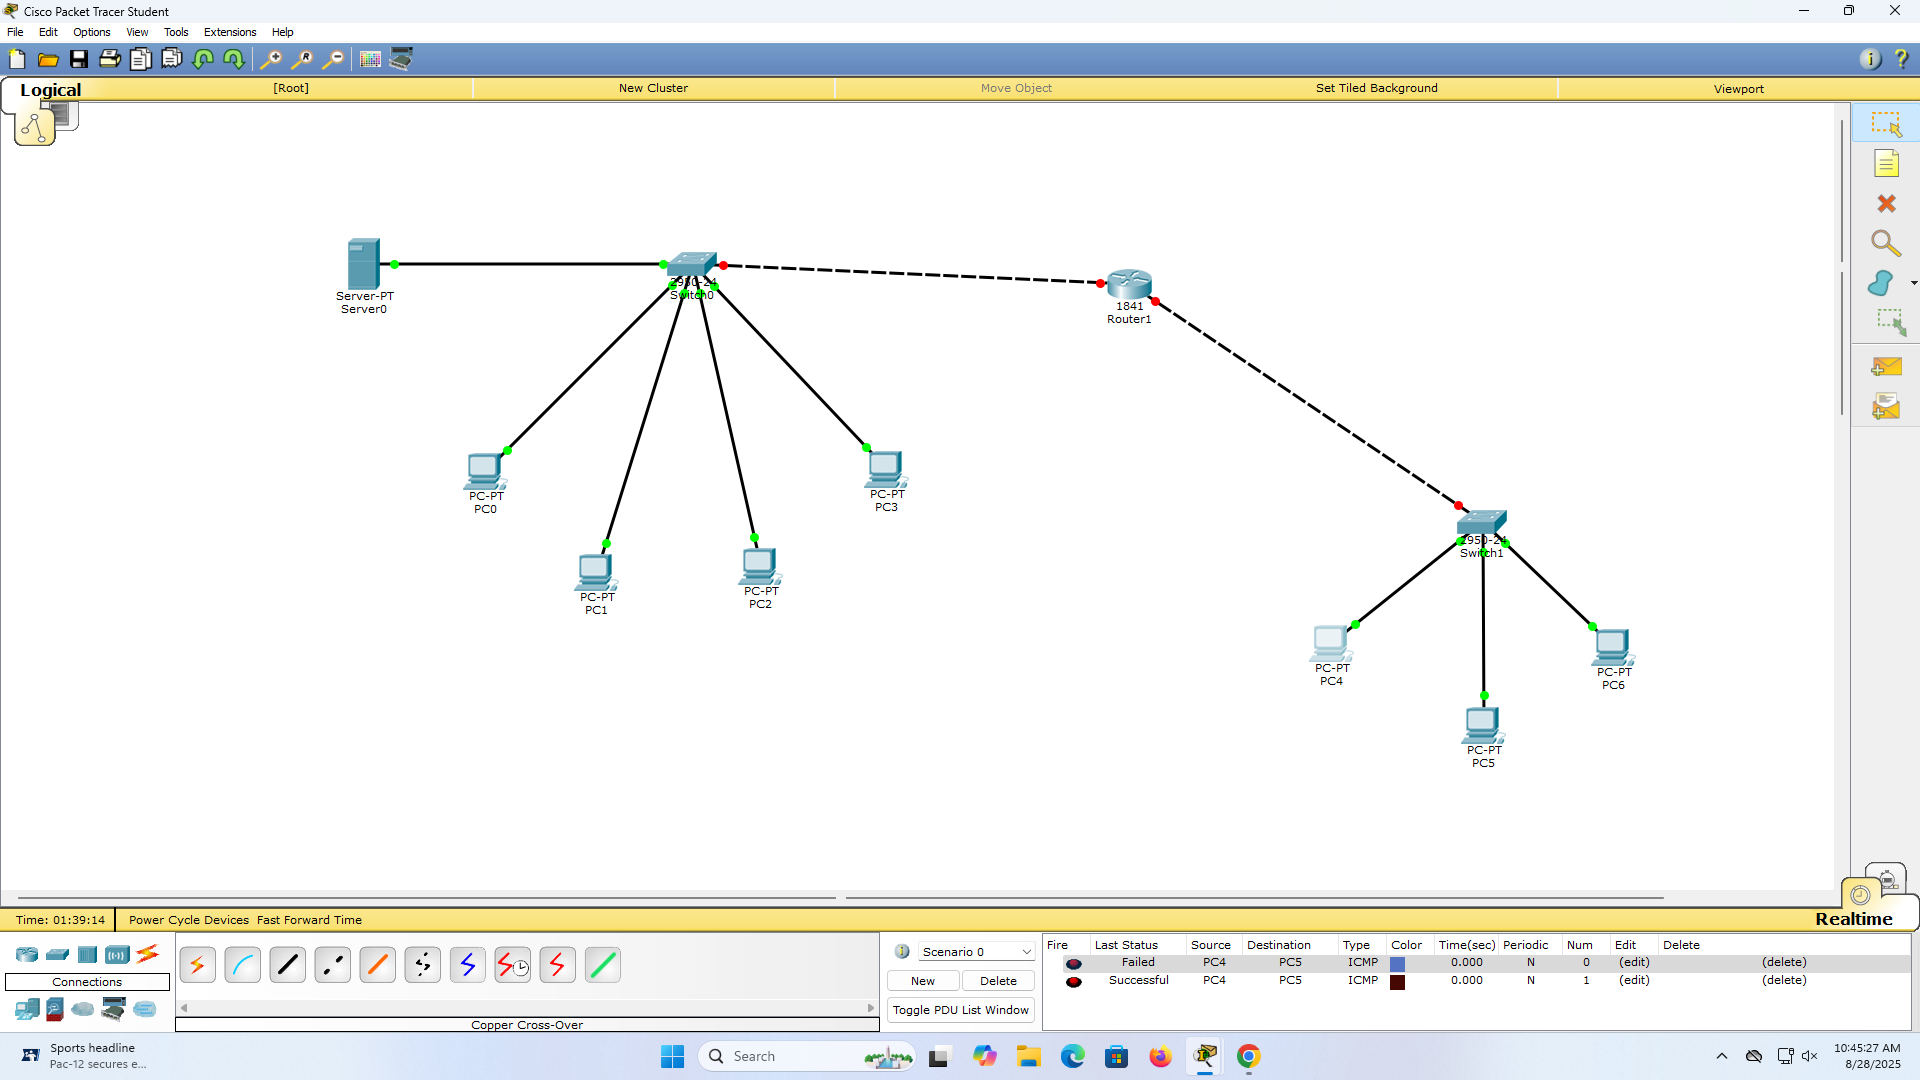 Cisco Packet Tracer Student
File Edit Options View Tools Extensions Help
Logical [Root] New Cluster Move Object Set Tiled Background Viewport
Server-PT
Server0
2950-24
Switch0
1841
Router1
PC-PT
PC0
PC-PT
PC1
PC-PT
PC2
PC-PT
PC3
2950-24
Switch1
PC-PT
PC4
PC-PT
PC5
PC-PT
PC6
Time: 01:39:14 Power Cycle Devices Fast Forward Time
Realtime
Connections
Copper Cross-Over
Scenario 0
New Delete
Toggle PDU List Window
Fire Last Status Source Destination Type Color Time(sec) Periodic Num Edit Delete
Failed PC4 PC5 ICMP 0.000 N 0 (edit) (delete)
Successful PC4 PC5 ICMP 0.000 N 1 (edit) (delete)
Sports headline
Pac-12 secures e...
Search
10:45:27 AM
8/28/2025